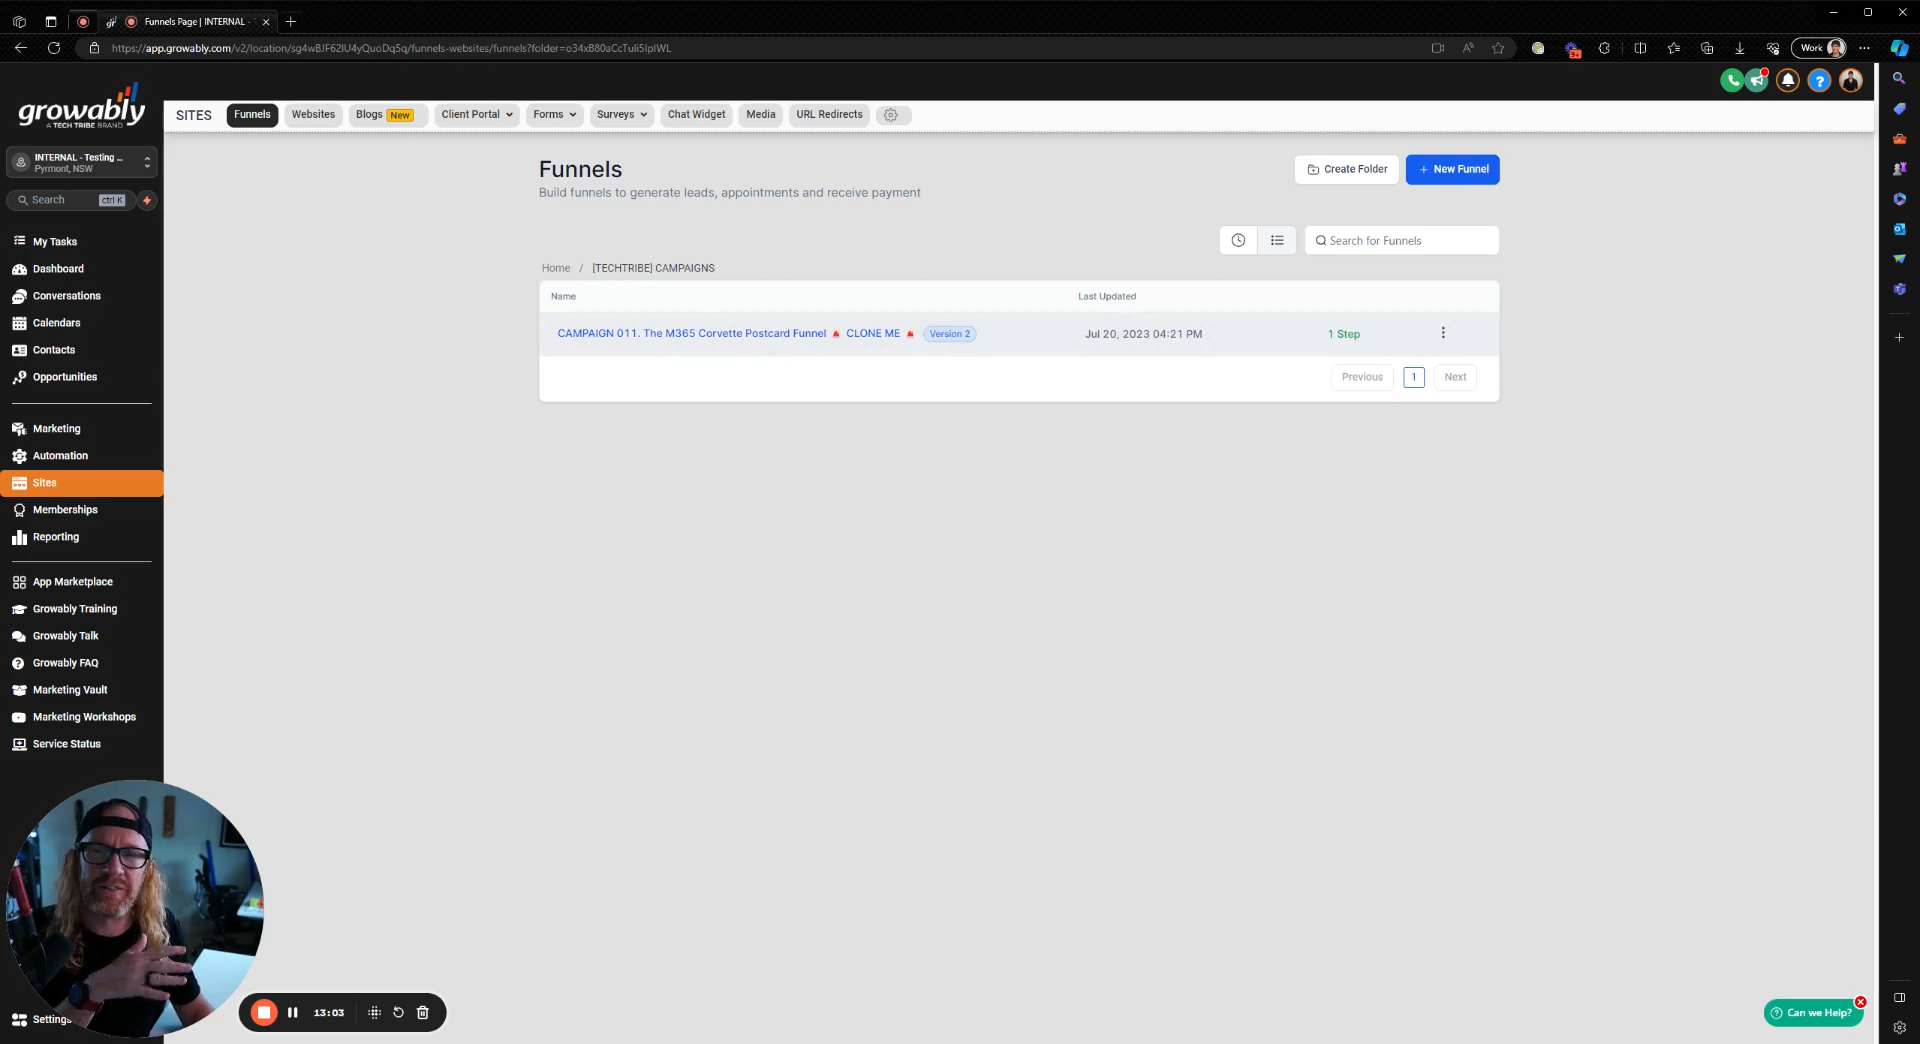 Funnels Page | INTERNAL -
https://app.growably.com/v2/location/sg4wBJF62IU4yQuoDq5q/funnels-websites/funnels?folder=o34xB80aCcTuIi5IpIWL
Work
9+
growably
A TECH TRIBE BRAND
SITES
Funnels
Websites
Blogs New
Client Portal
Forms
Surveys
Chat Widget
Media
URL Redirects
INTERNAL - Testing ...
Pyrmont, NSW
Search ctrl K
My Tasks
Dashboard
Conversations
Calendars
Contacts
Opportunities
Marketing
Automation
Sites
Memberships
Reporting
App Marketplace
Growably Training
Growably Talk
Growably FAQ
Marketing Vault
Marketing Workshops
Service Status
Settings
Funnels
Build funnels to generate leads, appointments and receive payment
Create Folder
+ New Funnel
Search for Funnels
Home / [TECHTRIBE] CAMPAIGNS
Name Last Updated
CAMPAIGN 011. The M365 Corvette Postcard Funnel 🚨 CLONE ME 🚨 Version 2 Jul 20, 2023 04:21 PM 1 Step
Previous 1 Next
13:03
Can we Help?